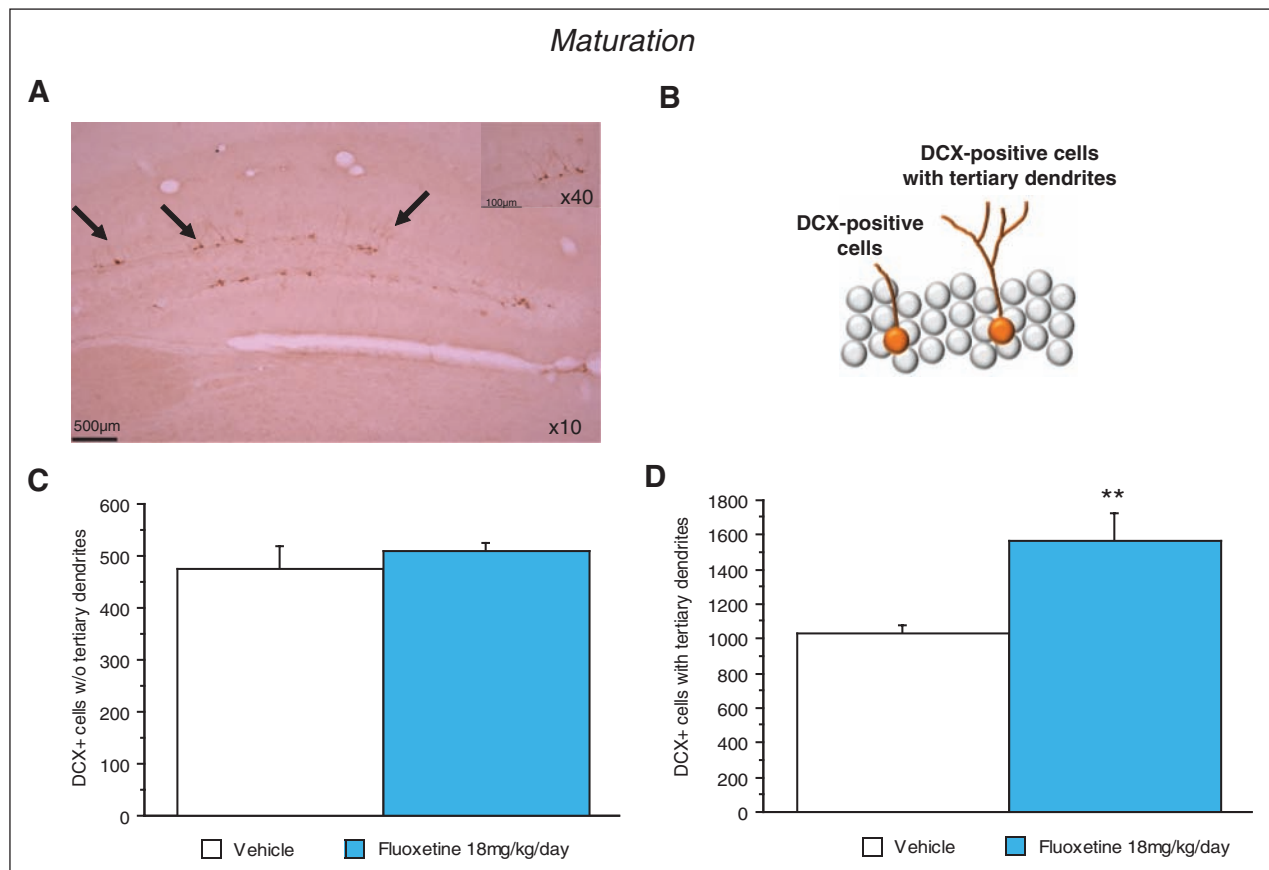 Maturation
A
x40
100µm
500µm
x10
B
DCX-positive cells
with tertiary dendrites
DCX-positive
cells
C
DCX+ cells w/o tertiary dendrites
600
500
400
300
200
100
0
Vehicle
Fluoxetine 18mg/kg/day
D
DCX+ cells with tertiary dendrites
1800
1600
1400
1200
1000
800
600
400
200
0
**
Vehicle
Fluoxetine 18mg/kg/day